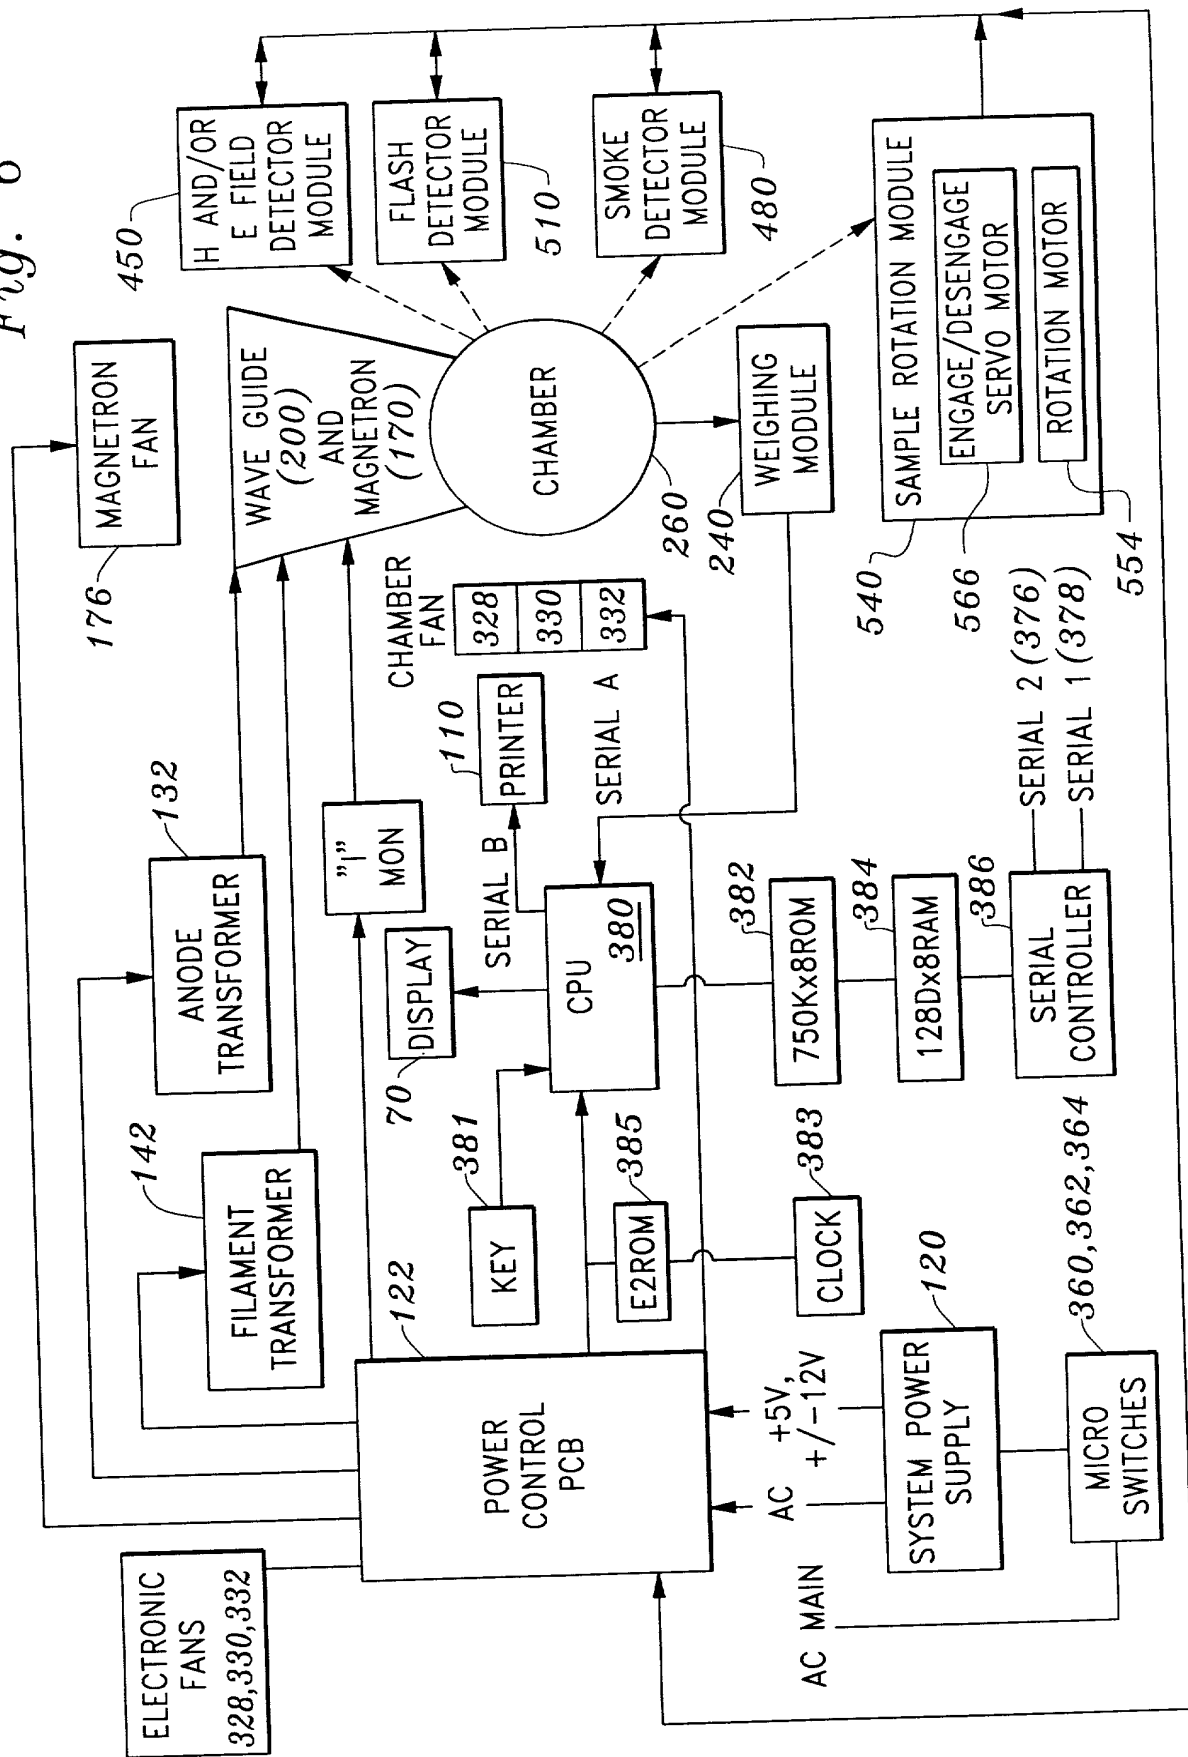 Fig. 6
ELECTRONIC
FANS
328,330,332
MAGNETRON
FAN
176
ANODE
TRANSFORMER
132
FILAMENT
TRANSFORMER
142
WAVE GUIDE
(200)
AND
MAGNETRON
(170)
"I"
MON
CHAMBER
FAN
328
330
332
CHAMBER
260
H AND/OR
E FIELD
DETECTOR
MODULE
450
FLASH
DETECTOR
MODULE
510
SMOKE
DETECTOR
MODULE
480
POWER
CONTROL
PCB
122
KEY
381
DISPLAY
70
SERIAL B
PRINTER
110
SERIAL A
CPU
380
E2ROM
385
CLOCK
383
WEIGHING
MODULE
240
750Kx8ROM
382
128Dx8RAM
384
SERIAL
CONTROLLER
386
SERIAL 2 (376)
SERIAL 1 (378)
SAMPLE ROTATION MODULE
ENGAGE/DESENGAGE
SERVO MOTOR
ROTATION MOTOR
540
566
554
AC
+5V,
+/-12V
AC MAIN
SYSTEM POWER
SUPPLY
120
MICRO
SWITCHES
360,362,364